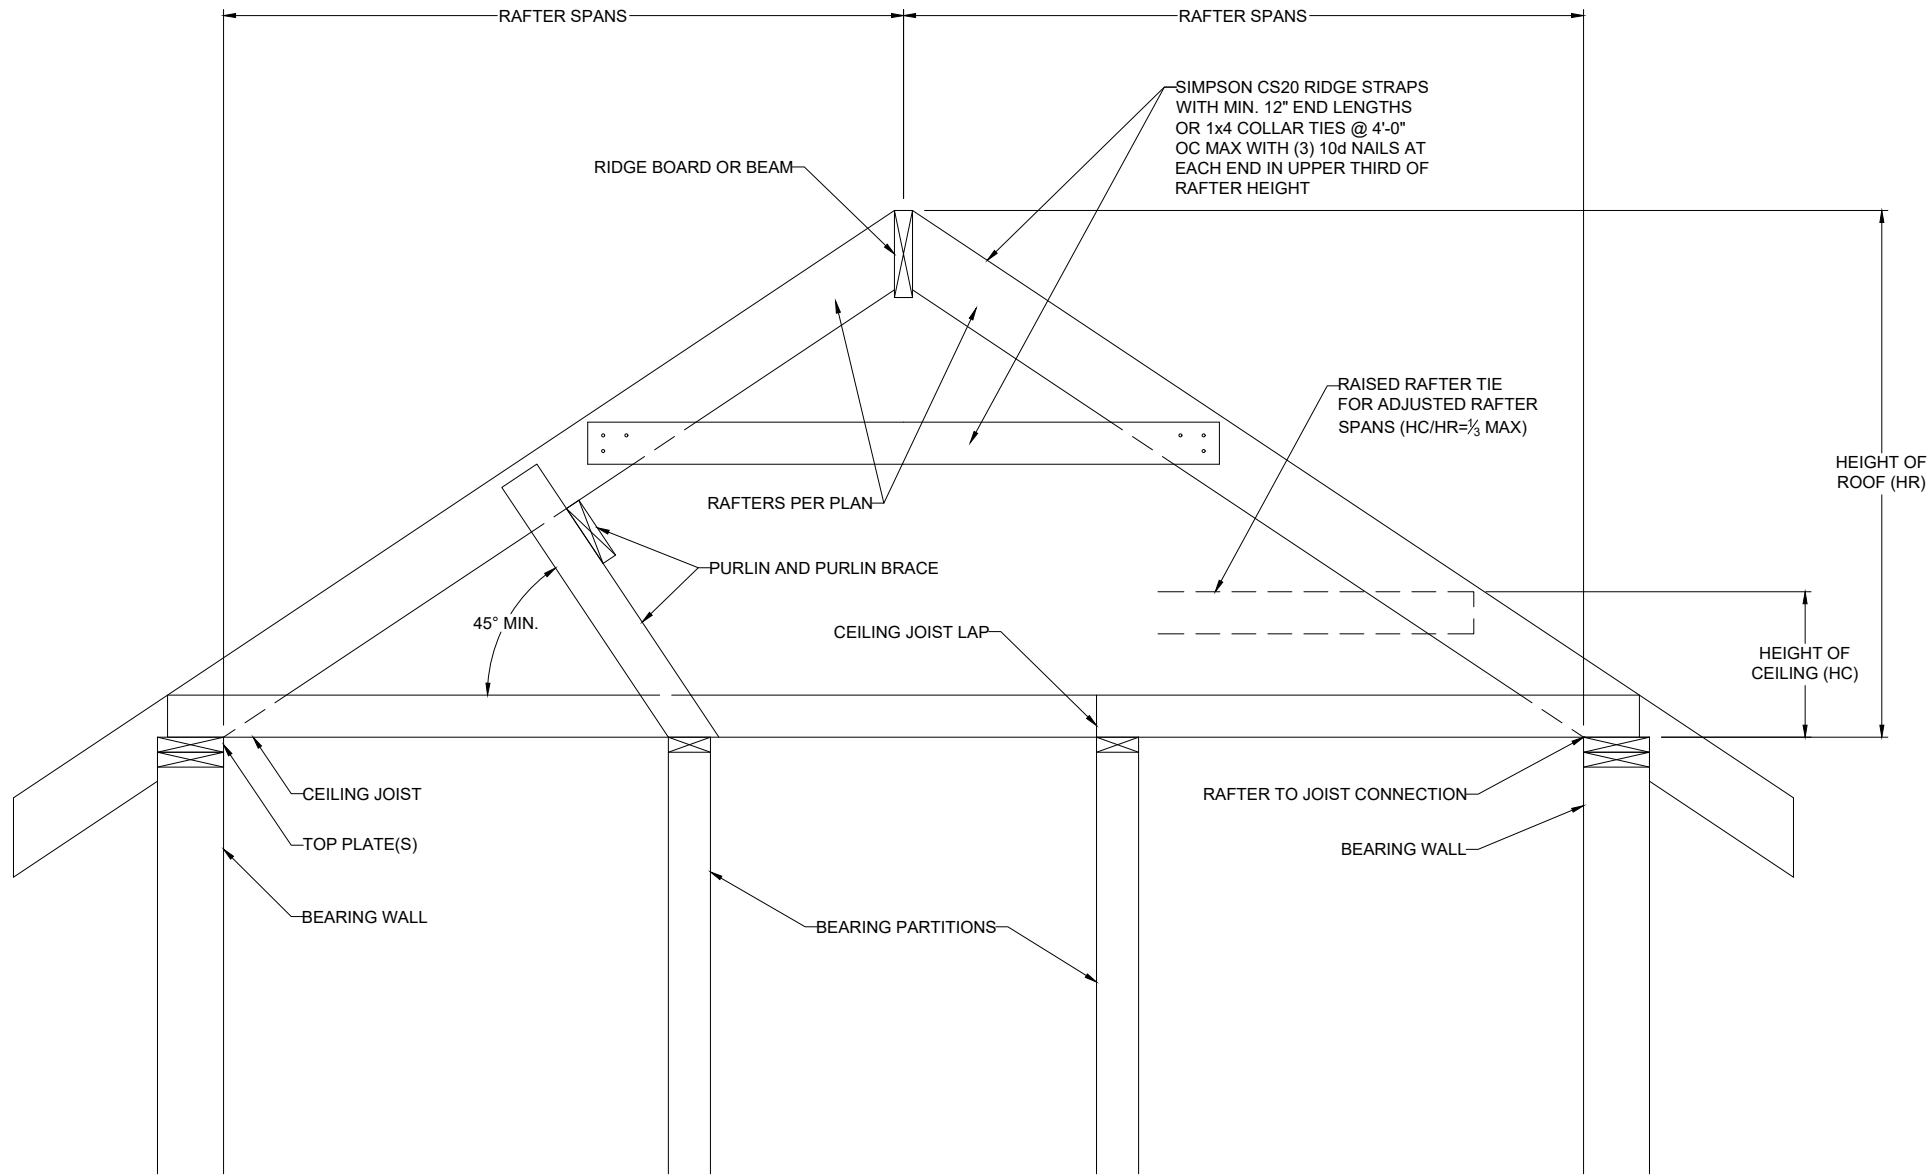 RAFTER SPANS
RAFTER SPANS
SIMPSON CS20 RIDGE STRAPS
WITH MIN. 12" END LENGTHS
OR 1x4 COLLAR TIES @ 4'-0"
OC MAX WITH (3) 10d NAILS AT
EACH END IN UPPER THIRD OF
RAFTER HEIGHT
RIDGE BOARD OR BEAM
RAISED RAFTER TIE
FOR ADJUSTED RAFTER
SPANS (HC/HR=⅓ MAX)
HEIGHT OF
ROOF (HR)
RAFTERS PER PLAN
PURLIN AND PURLIN BRACE
45° MIN.
CEILING JOIST LAP
HEIGHT OF
CEILING (HC)
CEILING JOIST
RAFTER TO JOIST CONNECTION
TOP PLATE(S)
BEARING WALL
BEARING WALL
BEARING PARTITIONS